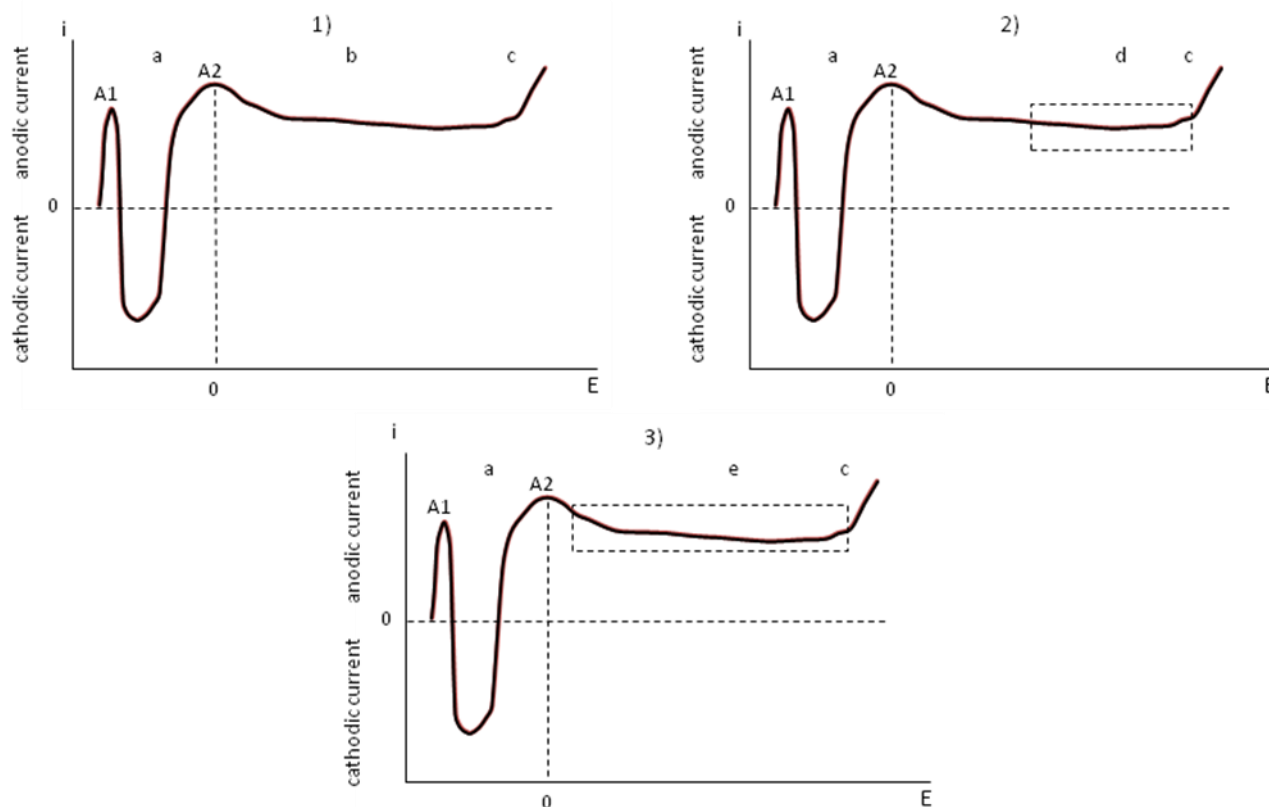 1)
i
a
b
c
A1
A2
anodic current
0
cathodic current
0
E
2)
i
a
d
c
A1
A2
anodic current
0
cathodic current
0
E
3)
i
a
e
c
A1
A2
anodic current
0
cathodic current
0
E